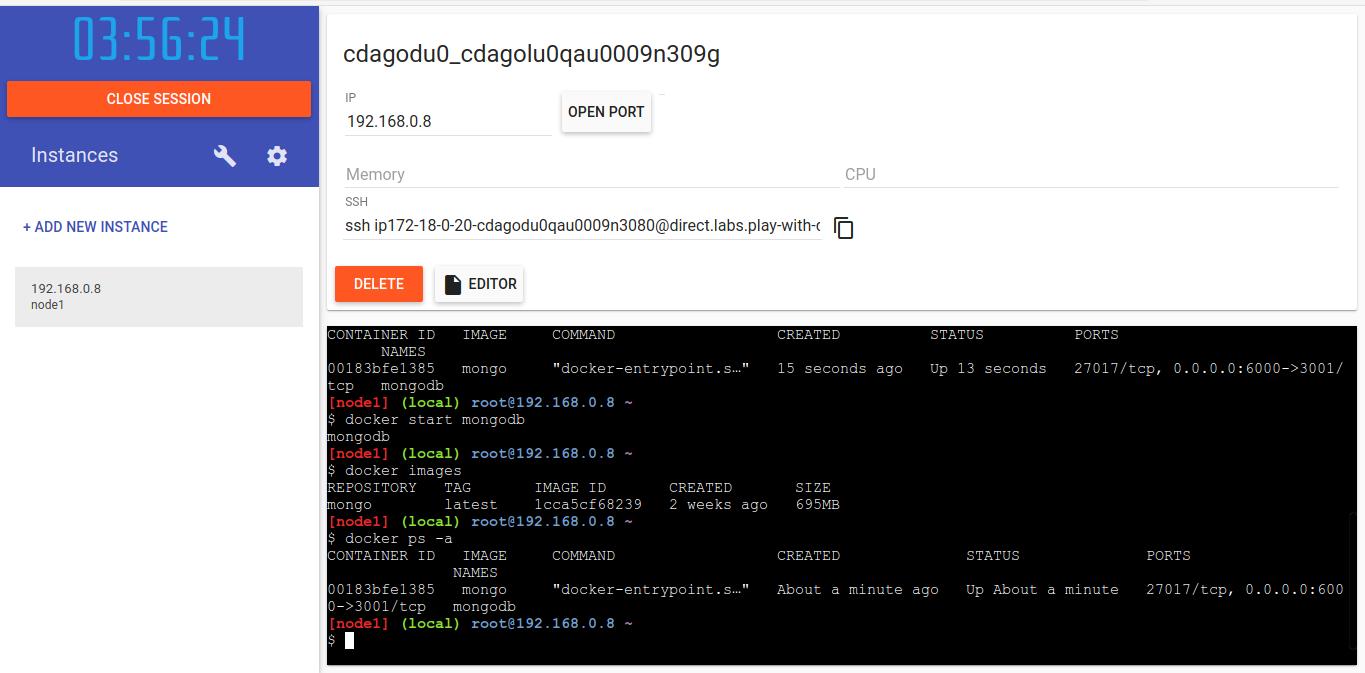 03:56:24
CLOSE SESSION
Instances
+ ADD NEW INSTANCE
192.168.0.8
node1
cdagodu0_cdagolu0qau0009n309g
IP
192.168.0.8
OPEN PORT
Memory
CPU
SSH
ssh ip172-18-0-20-cdagodu0qau0009n3080@direct.labs.play-with-d
DELETE
EDITOR
CONTAINER ID   IMAGE     COMMAND                  CREATED          STATUS          PORTS
      NAMES
00183bfe1385   mongo     "docker-entrypoint.s…"   15 seconds ago   Up 13 seconds   27017/tcp, 0.0.0.0:6000->3001/
tcp   mongodb
[node1] (local) root@192.168.0.8 ~
$ docker start mongodb
mongodb
[node1] (local) root@192.168.0.8 ~
$ docker images
REPOSITORY   TAG       IMAGE ID       CREATED       SIZE
mongo        latest    1cca5cf68239   2 weeks ago   695MB
[node1] (local) root@192.168.0.8 ~
$ docker ps -a
CONTAINER ID   IMAGE     COMMAND                  CREATED              STATUS              PORTS
              NAMES
00183bfe1385   mongo     "docker-entrypoint.s…"   About a minute ago   Up About a minute   27017/tcp, 0.0.0.0:600
0->3001/tcp   mongodb
[node1] (local) root@192.168.0.8 ~
$